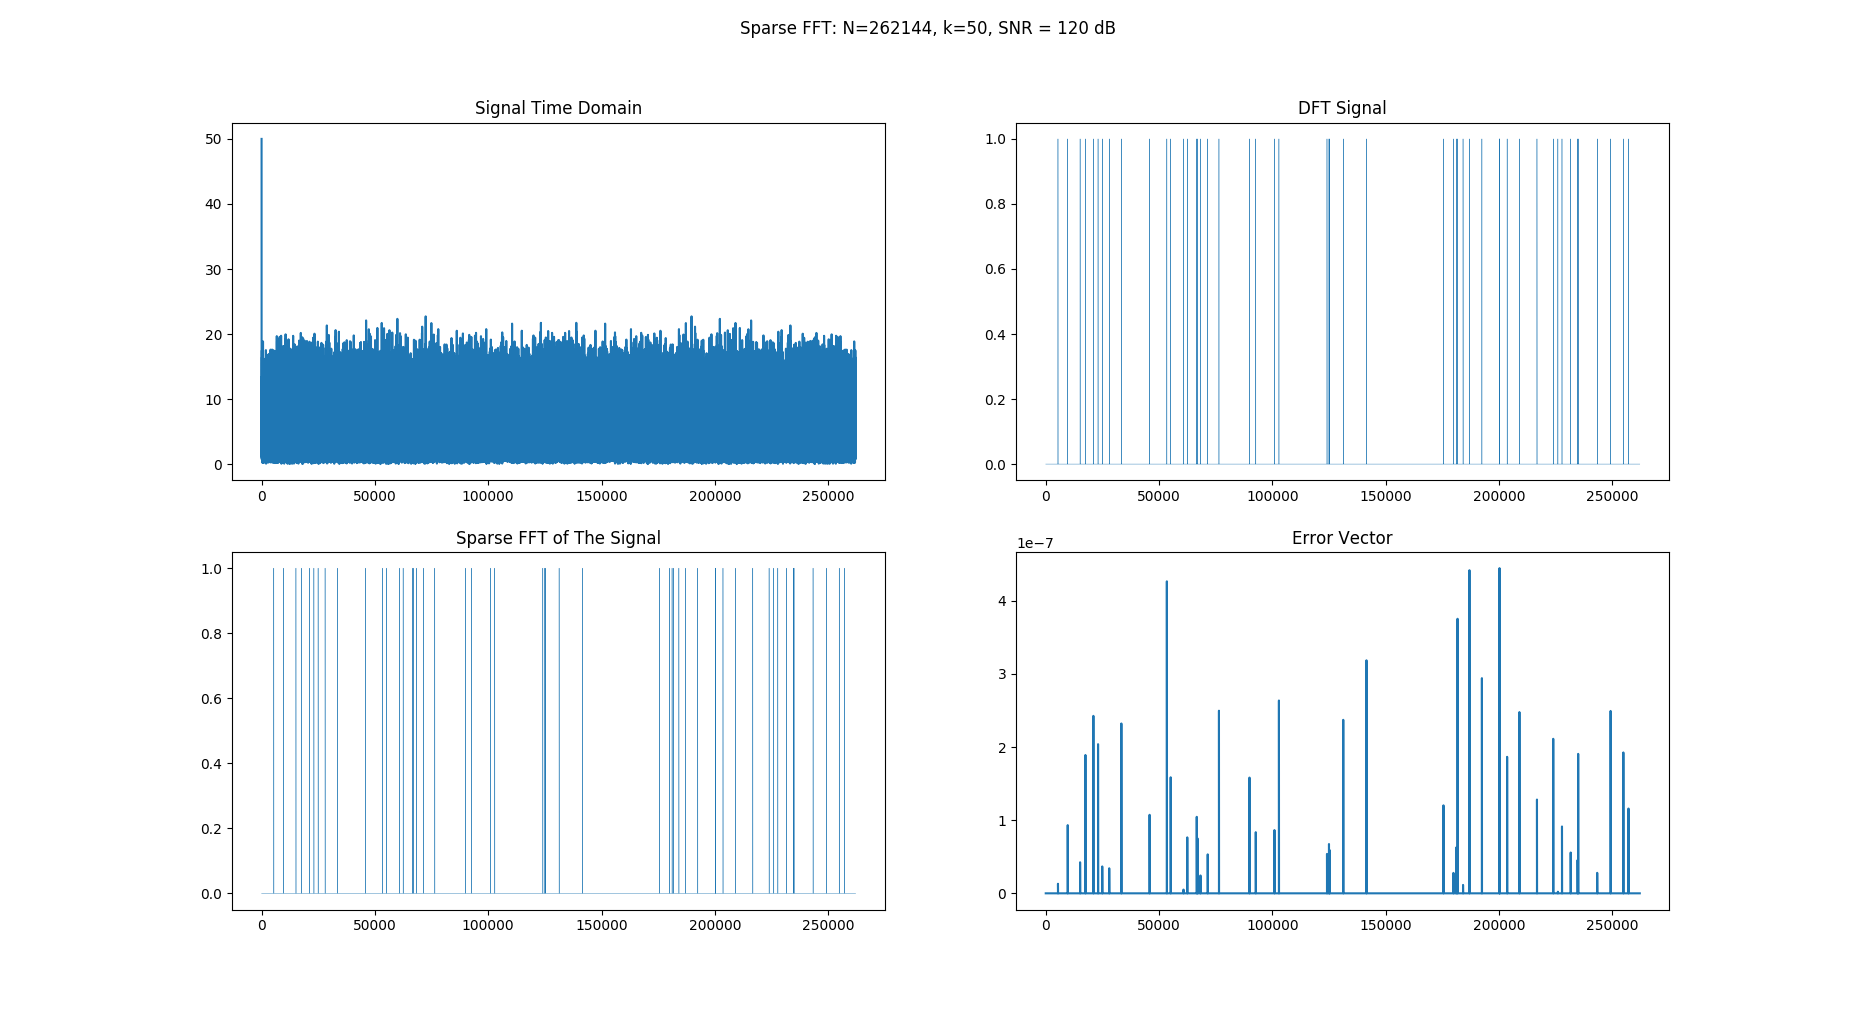 Sparse FFT: N=262144, k=50, SNR = 120 dB
Signal Time Domain
50
40
30
20
10
0
0 50000 100000 150000 200000 250000
DFT Signal
1.0
0.8
0.6
0.4
0.2
0.0
0 50000 100000 150000 200000 250000
Sparse FFT of The Signal
1.0
0.8
0.6
0.4
0.2
0.0
0 50000 100000 150000 200000 250000
Error Vector
1e−7
4
3
2
1
0
0 50000 100000 150000 200000 250000